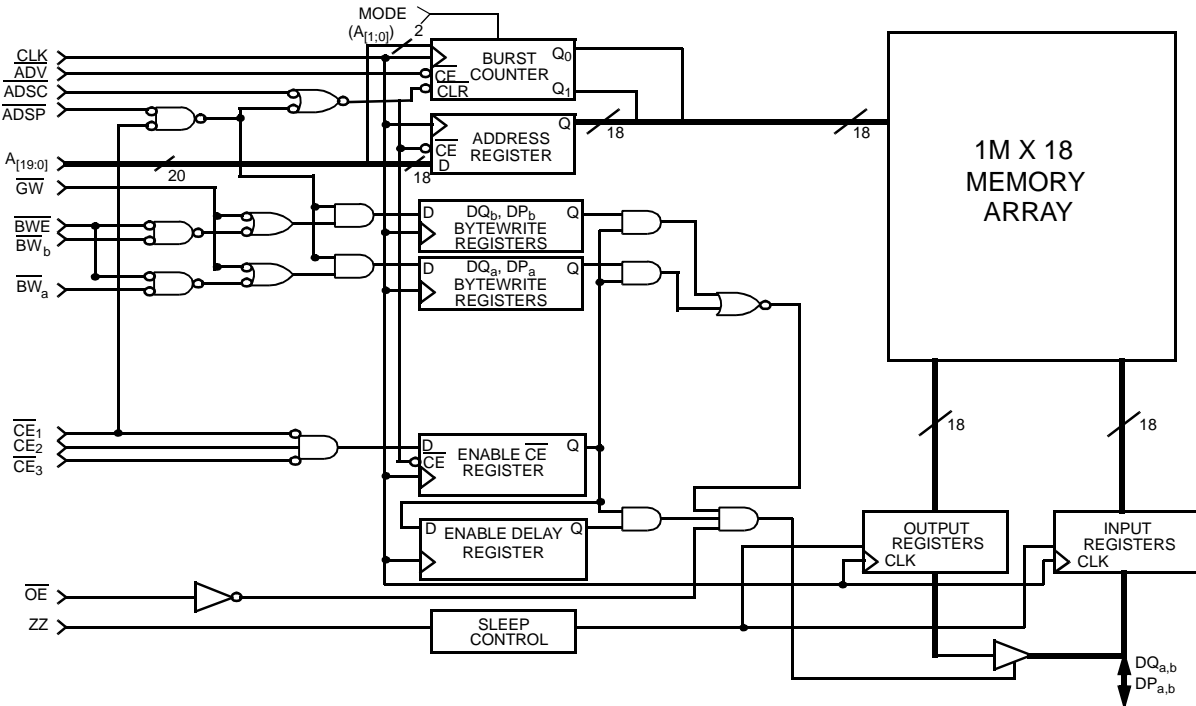 MODE
(A[1;0])
2
CLK
ADV
ADSC
ADSP
A[19:0]
20
18
GW
BWE
BWb
BWa
CE1
CE2
CE3
OE
ZZ
BURST
COUNTER
CE
CLR
Q0
Q1
ADDRESS
REGISTER
CE
D
Q
18
18
D
DQb, DPb
BYTEWRITE
REGISTERS
Q
D
DQa, DPa
BYTEWRITE
REGISTERS
Q
D
CE
ENABLE CE
REGISTER
Q
D
ENABLE DELAY
REGISTER
Q
SLEEP
CONTROL
1M X 18
MEMORY
ARRAY
18
18
OUTPUT
REGISTERS
CLK
INPUT
REGISTERS
CLK
DQa,b
DPa,b